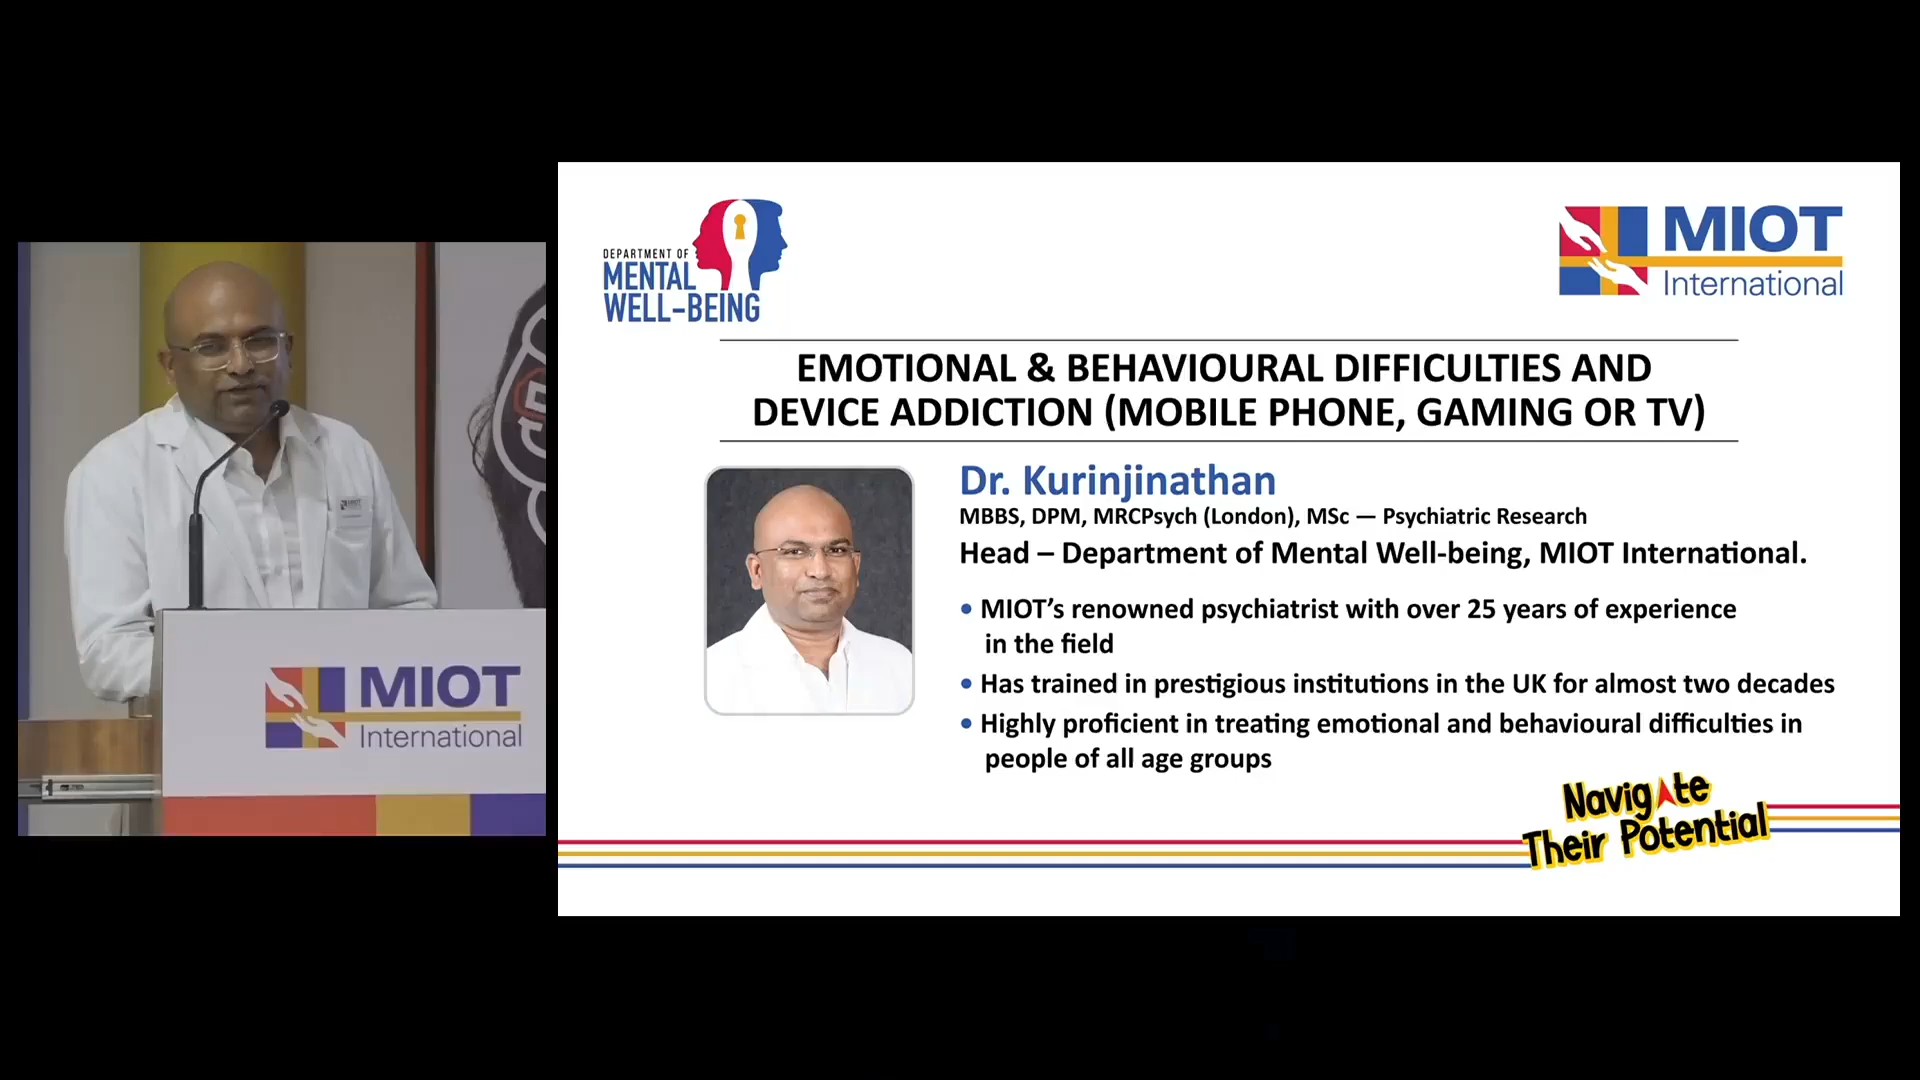 DEPARTMENT OF
MENTAL
WELL-BEING
MIOT
International
EMOTIONAL & BEHAVIOURAL DIFFICULTIES AND
DEVICE ADDICTION (MOBILE PHONE, GAMING OR TV)
Dr. Kurinjinathan
MBBS, DPM, MRCPsych (London), MSc — Psychiatric Research
Head – Department of Mental Well-being, MIOT International.
• MIOT’s renowned psychiatrist with over 25 years of experience
in the field
• Has trained in prestigious institutions in the UK for almost two decades
• Highly proficient in treating emotional and behavioural difficulties in
people of all age groups
Navigate
Their Potential
MIOT
International